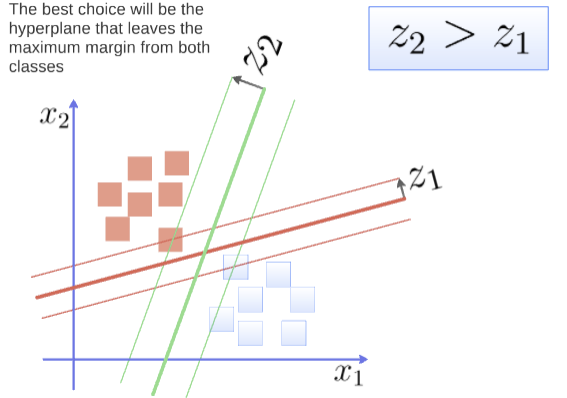 The best choice will be the
hyperplane that leaves the
maximum margin from both
classes
z₂ > z₁
z₂
x₂
z₁
x₁